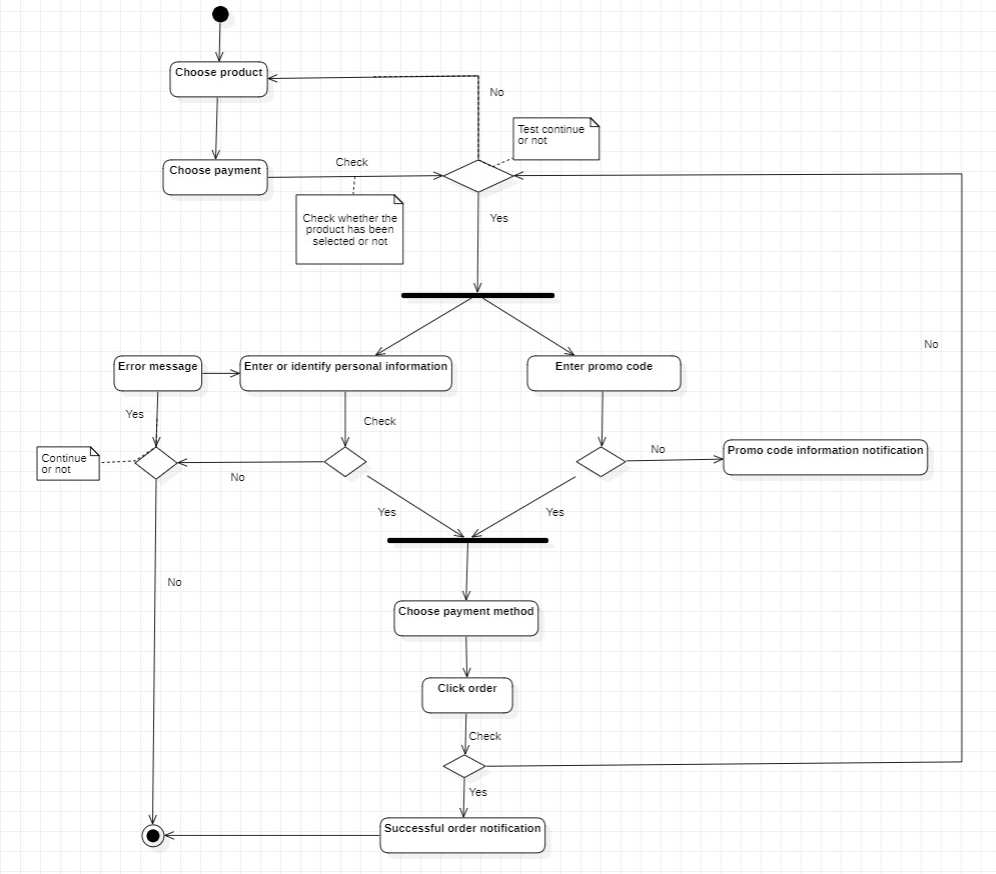 Choose product
No
Test continue
or not
Check
Choose payment
Check whether the
product has been
selected or not
Yes
No
Error message
Enter or identify personal information
Enter promo code
Yes
Check
Continue
or not
No
No
Promo code information notification
Yes
Yes
No
Choose payment method
Click order
Check
Yes
Successful order notification